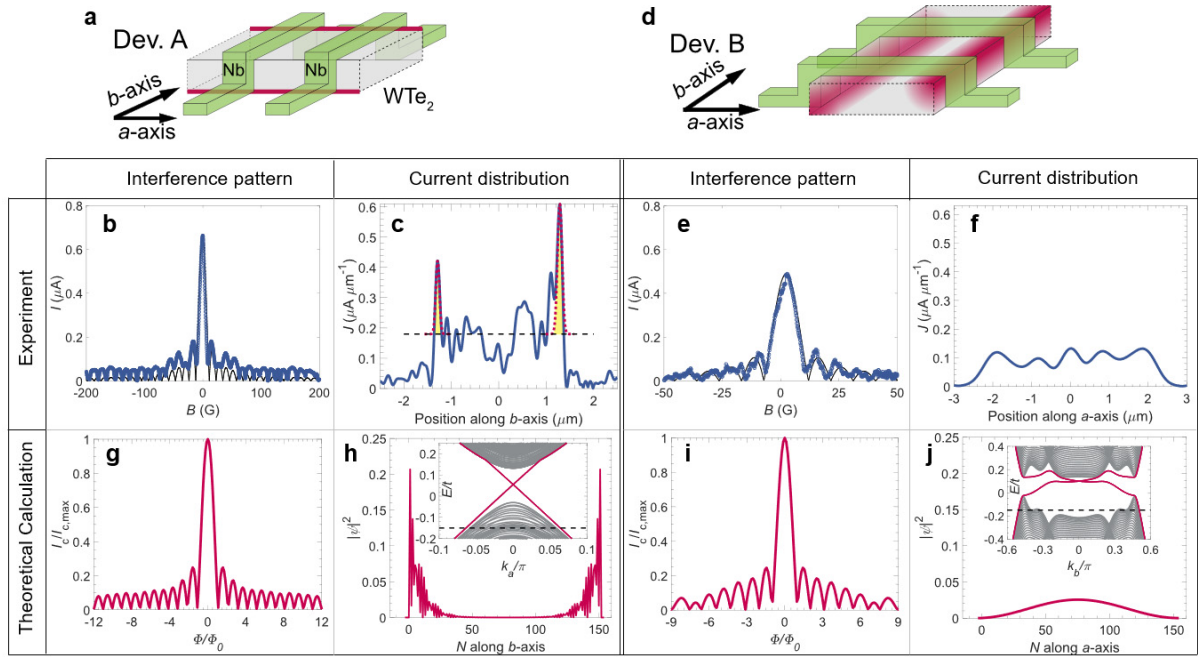 a
Dev. A
Nb
Nb
b-axis
a-axis
WTe2
d
Dev. B
b-axis
a-axis
Interference pattern
Current distribution
Interference pattern
Current distribution
Experiment
b
I (μA)
0.8
0.6
0.4
0.2
0
-200
-100
0
100
200
B (G)
c
J (μA μm⁻¹)
0.6
0.5
0.4
0.3
0.2
0.1
0
-2
-1
0
1
2
Position along b-axis (μm)
e
I (μA)
0.8
0.6
0.4
0.2
0
-50
-25
0
25
50
B (G)
f
J (μA μm⁻¹)
0.6
0.5
0.4
0.3
0.2
0.1
0
-3
-2
-1
0
1
2
3
Position along a-axis (μm)
Theoretical Calculation
g
Ic/Ic,max
1
0.8
0.6
0.4
0.2
0
-12
-8
-4
0
4
8
12
Φ/Φ0
h
|ψ|²
0.25
0.20
0.15
0.10
0.05
0
0
50
100
150
N along b-axis
E/t
0.2
0.1
0
-0.1
-0.2
-0.1
-0.05
0
0.05
0.1
ka/π
i
Ic/Ic,max
1
0.8
0.6
0.4
0.2
0
-9
-6
-3
0
3
6
9
Φ/Φ0
j
|ψ|²
0.25
0.20
0.15
0.10
0.05
0
0
50
100
150
N along a-axis
E/t
0.4
0.2
0
-0.2
-0.4
-0.6
-0.3
0
0.3
0.6
kb/π